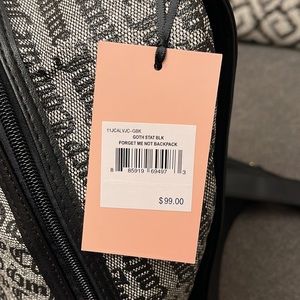 11JCALVJC-GBK
GOTH STAT BLK
FORGET ME NOT BACKPACK
8 85919 69497 3
$99.00